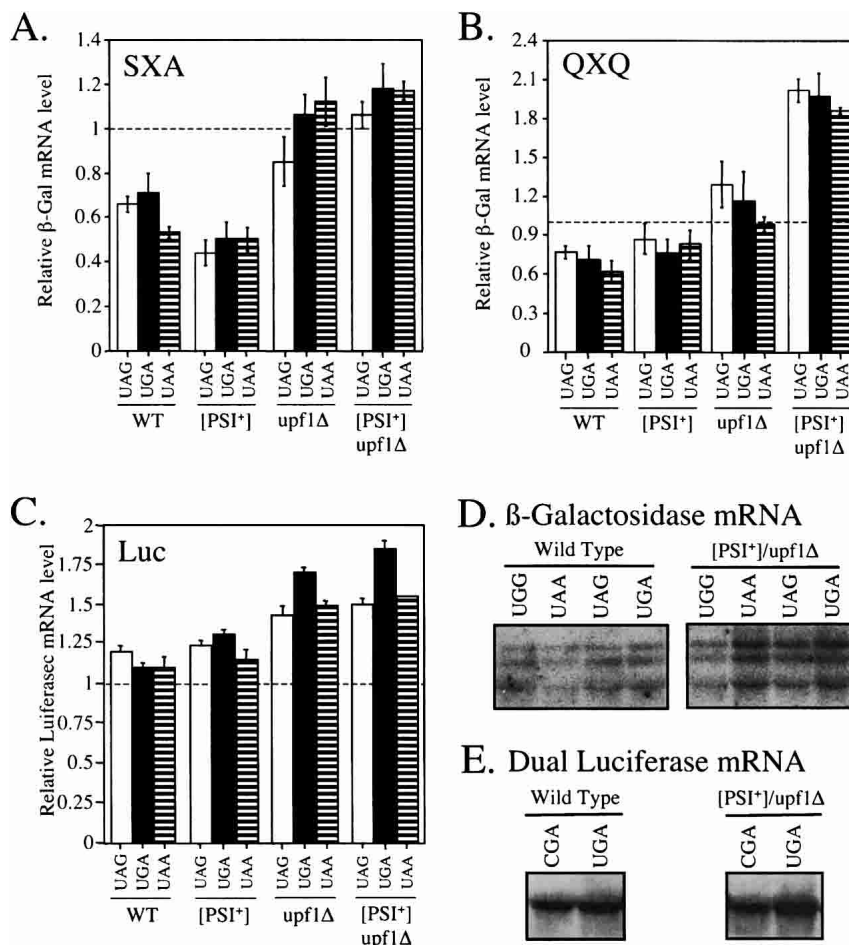 A.
SXA
Relative β-Gal mRNA level
1.4
1.2
1
0.8
0.6
0.4
0.2
0
UAG UGA UAA UAG UGA UAA UAG UGA UAA UAG UGA UAA
WT [PSI⁺] upf1Δ [PSI⁺] upf1Δ
B.
QXQ
Relative β-Gal mRNA level
2.4
2.1
1.8
1.5
1.2
0.9
0.6
0.3
0
UAG UGA UAA UAG UGA UAA UAG UGA UAA UAG UGA UAA
WT [PSI⁺] upf1Δ [PSI⁺] upf1Δ
C.
Luc
Relative Luiferasec mRNA level
2
1.75
1.5
1.25
1
1.75
1.5
0.25
0
UAG UGA UAA UAG UGA UAA UAG UGA UAA UAG UGA UAA
WT [PSI⁺] upf1Δ [PSI⁺] upf1Δ
D. ß-Galactosidase mRNA
Wild Type [PSI⁺]/upf1Δ
UGG UAA UAG UGA UGG UAA UAG UGA
E. Dual Luciferase mRNA
Wild Type [PSI⁺]/upf1Δ
CGA UGA CGA UGA